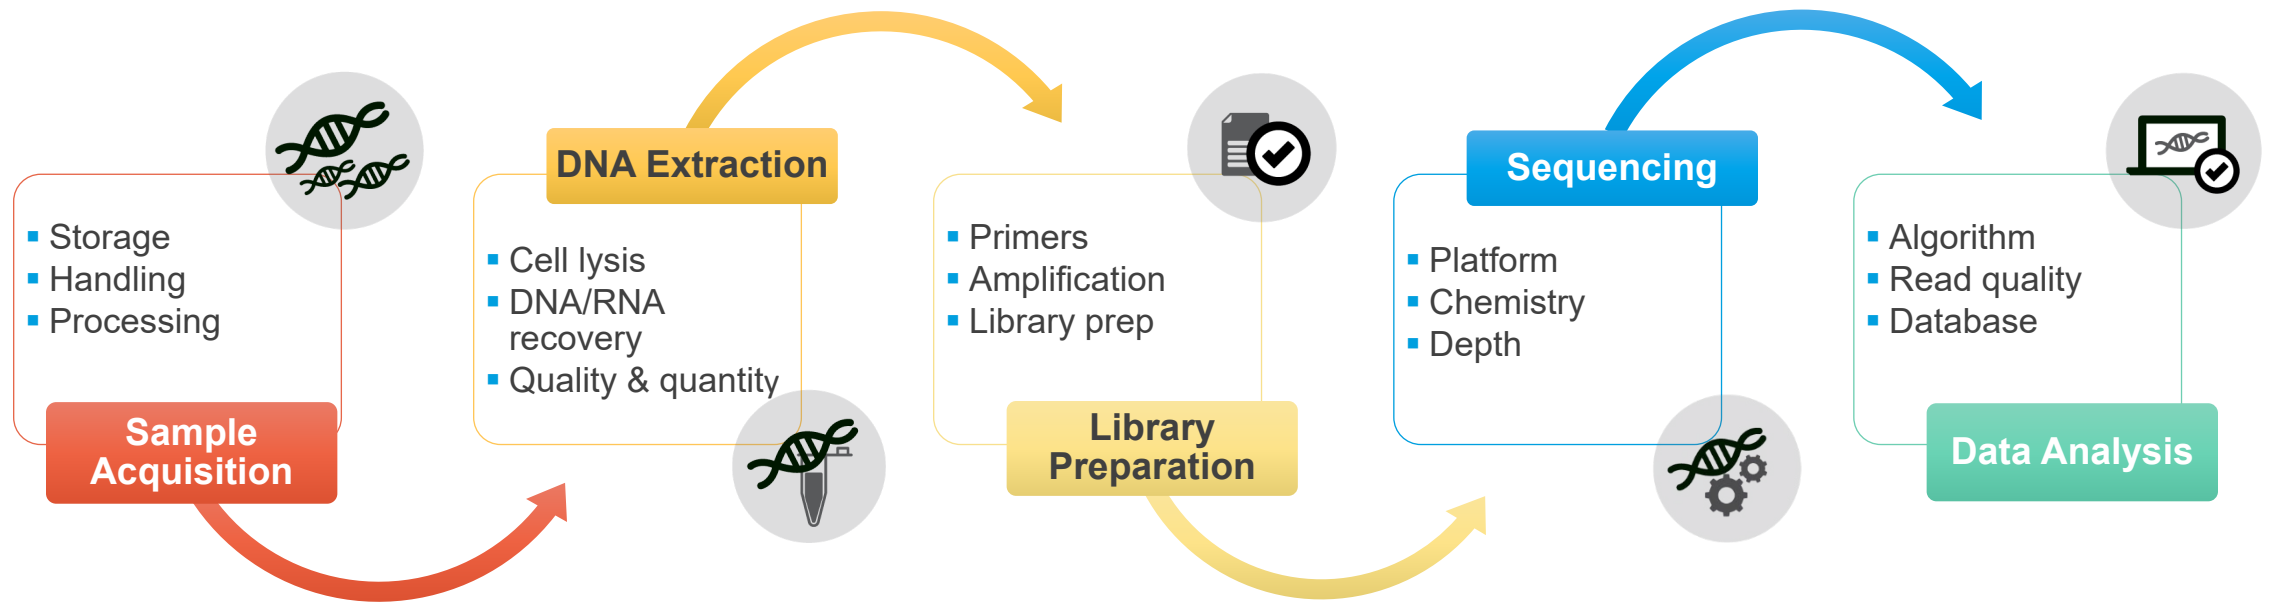 Storage
Handling
Processing
Sample
Acquisition
DNA Extraction
Cell lysis
DNA/RNA
recovery
Quality & quantity
Primers
Amplification
Library prep
Library
Preparation
Sequencing
Platform
Chemistry
Depth
Algorithm
Read quality
Database
Data Analysis